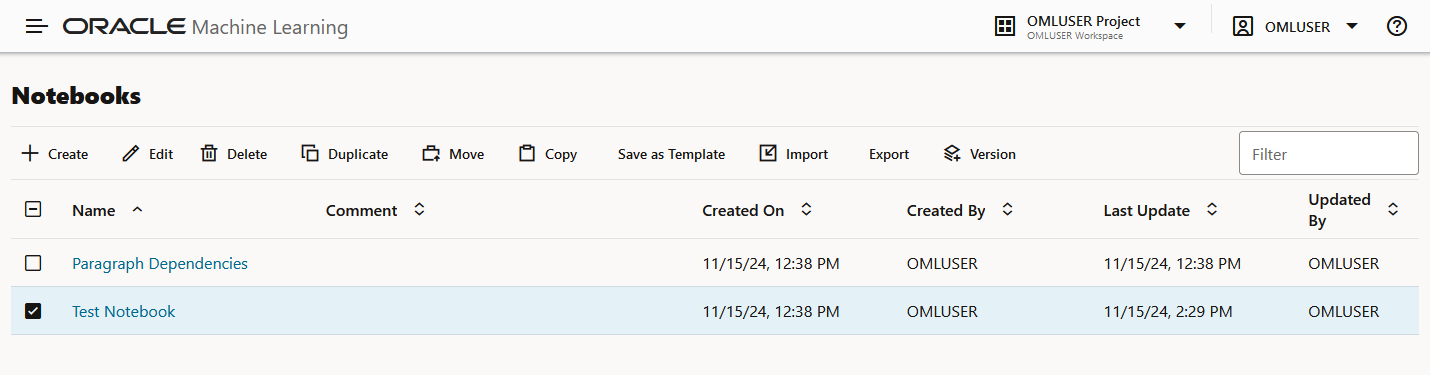 ORACLE Machine Learning
OMLUSER Project
OMLUSER Workspace
OMLUSER
Notebooks
Create Edit Delete Duplicate Move Copy Save as Template Import Export Version Filter
Name Comment Created On Created By Last Update Updated By
Paragraph Dependencies 11/15/24, 12:38 PM OMLUSER 11/15/24, 12:38 PM OMLUSER
Test Notebook 11/15/24, 12:38 PM OMLUSER 11/15/24, 2:29 PM OMLUSER